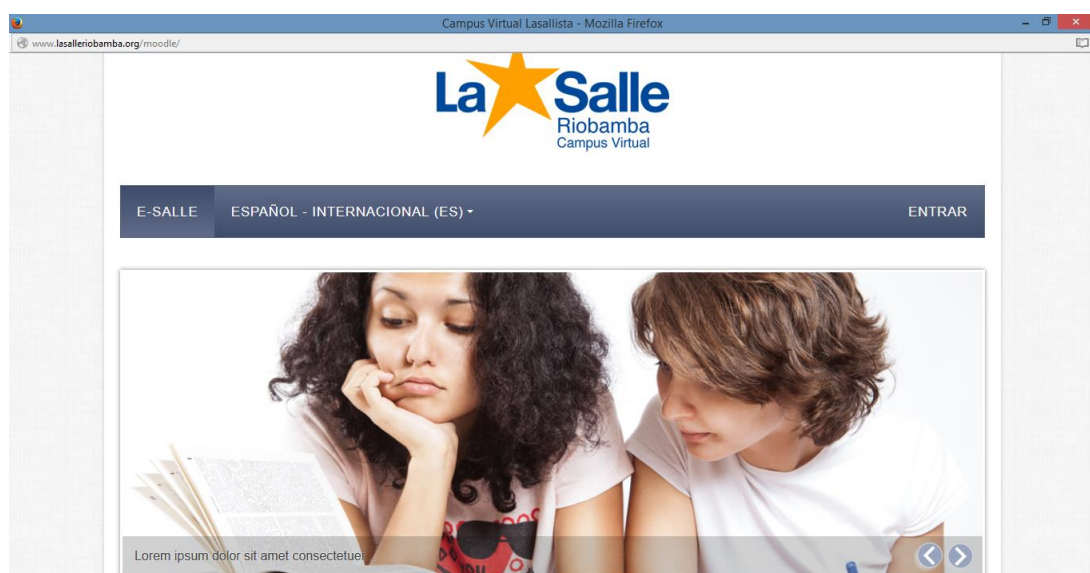 Campus Virtual Lasallista - Mozilla Firefox
www.lasalleriobamba.org/moodle/
La Salle
Riobamba
Campus Virtual
E-SALLE ESPAÑOL - INTERNACIONAL (ES) ENTRAR
Lorem ipsum dolor sit amet consectetuer